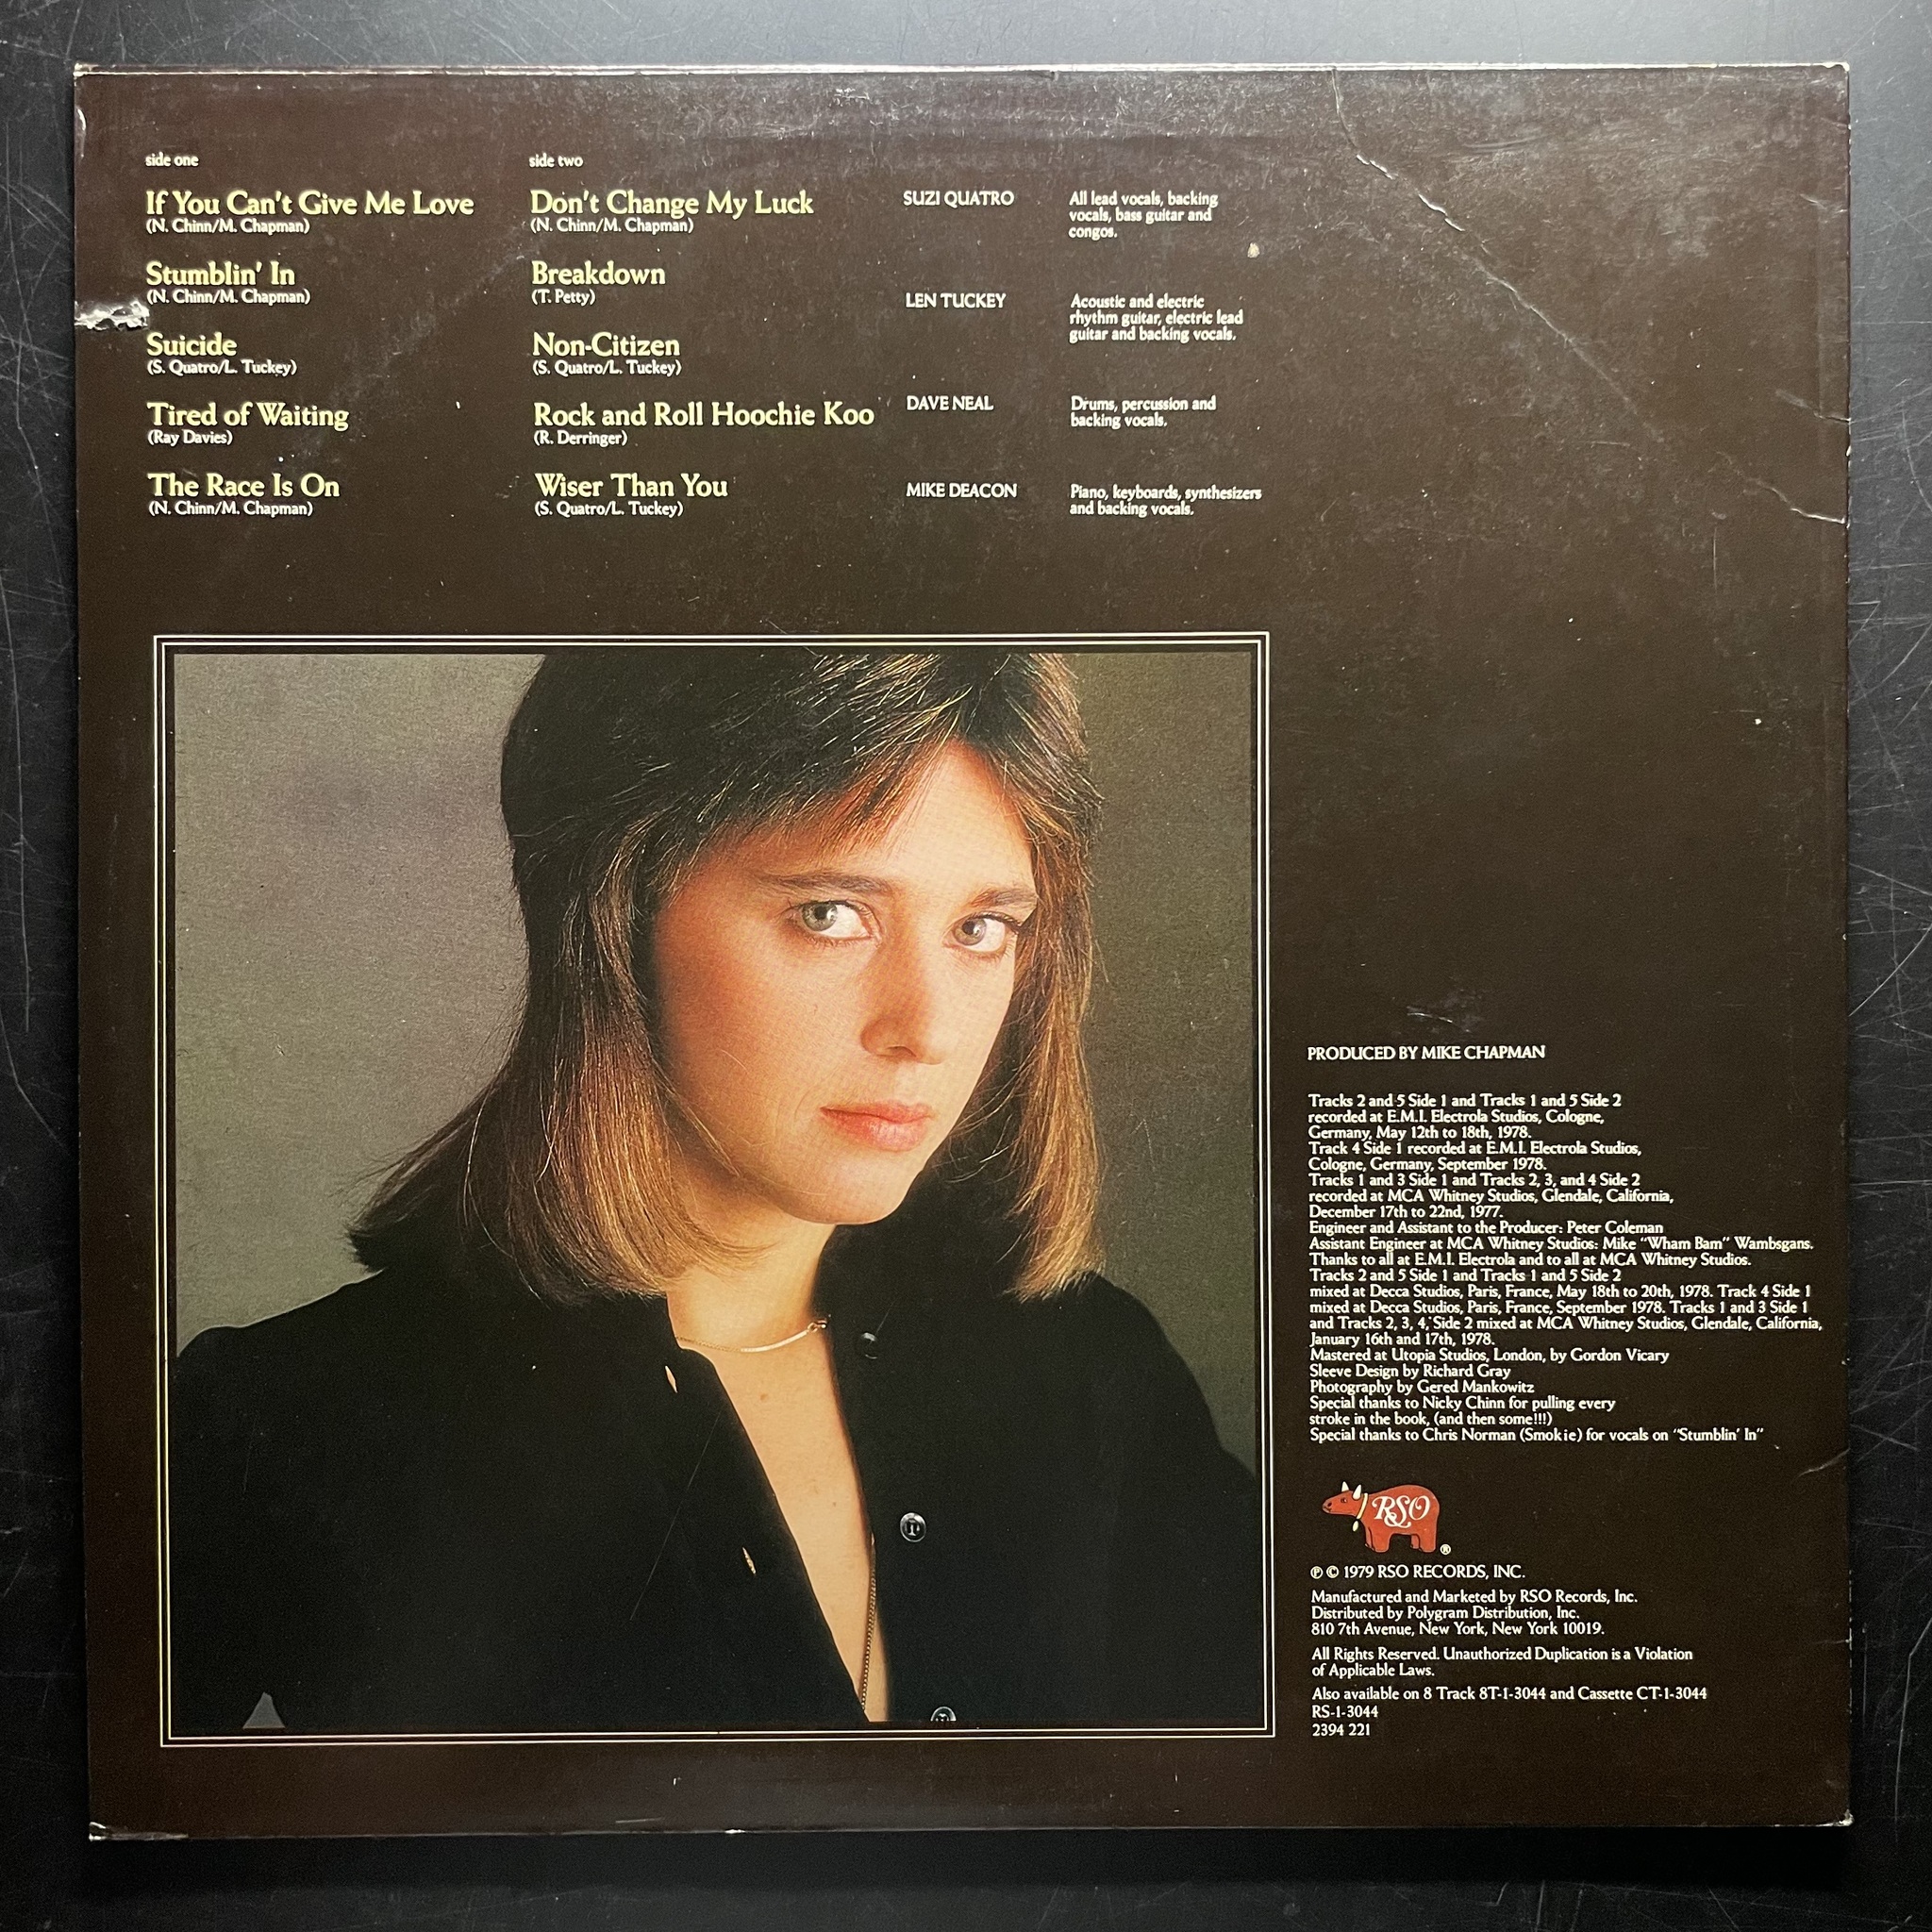 side one
If You Can't Give Me Love
(N. Chinn/M. Chapman)
Stumblin' In
(N. Chinn/M. Chapman)
Suicide
(S. Quatro/L. Tuckey)
Tired of Waiting
(Ray Davies)
The Race Is On
(N. Chinn/M. Chapman)
side two
Don't Change My Luck
(N. Chinn/M. Chapman)
Breakdown
(T. Petty)
Non-Citizen
(S. Quatro/L. Tuckey)
Rock and Roll Hoochie Koo
(R. Derringer)
Wiser Than You
(S. Quatro/L. Tuckey)
SUZI QUATRO
All lead vocals, backing
vocals, bass guitar and
congos.
LEN TUCKEY
Acoustic and electric
rhythm guitar, electric lead
guitar and backing vocals.
DAVE NEAL
Drums, percussion and
backing vocals.
MIKE DEACON
Piano, keyboards, synthesizers
and backing vocals.
PRODUCED BY MIKE CHAPMAN
Tracks 2 and 5 Side 1 and Tracks 1 and 5 Side 2
recorded at E.M.I. Electrola Studios, Cologne,
Germany, May 12th to 18th, 1978.
Track 4 Side 1 recorded at E.M.I. Electrola Studios,
Cologne, Germany, September 1978.
Tracks 1 and 3 Side 1 and Tracks 2, 3, and 4 Side 2
recorded at MCA Whitney Studios, Glendale, California,
December 17th to 22nd, 1977.
Engineer and Assistant to the Producer: Peter Coleman
Assistant Engineer at MCA Whitney Studios: Mike "Wham Bam" Wambsgans.
Thanks to all at E.M.I. Electrola and to all at MCA Whitney Studios.
Tracks 2 and 5 Side 1 and Tracks 1 and 5 Side 2
mixed at Decca Studios, Paris, France, May 18th to 20th, 1978. Track 4 Side 1
mixed at Decca Studios, Paris, France, September 1978. Tracks 1 and 3 Side 1
and Tracks 2, 3, 4, Side 2 mixed at MCA Whitney Studios, Glendale, California,
January 16th and 17th, 1978.
Mastered at Utopia Studios, London, by Gordon Vicary
Sleeve Design by Richard Gray
Photography by Gered Mankowitz
Special thanks to Nicky Chinn for pulling every
stroke in the book, (and then some!!!)
Special thanks to Chris Norman (Smokie) for vocals on "Stumblin' In"
RSO
®
℗ © 1979 RSO RECORDS, INC.
Manufactured and Marketed by RSO Records, Inc.
Distributed by Polygram Distribution, Inc.
810 7th Avenue, New York, New York 10019.
All Rights Reserved. Unauthorized Duplication is a Violation
of Applicable Laws.
Also available on 8 Track 8T-1-3044 and Cassette CT-1-3044
RS-1-3044
2394 221